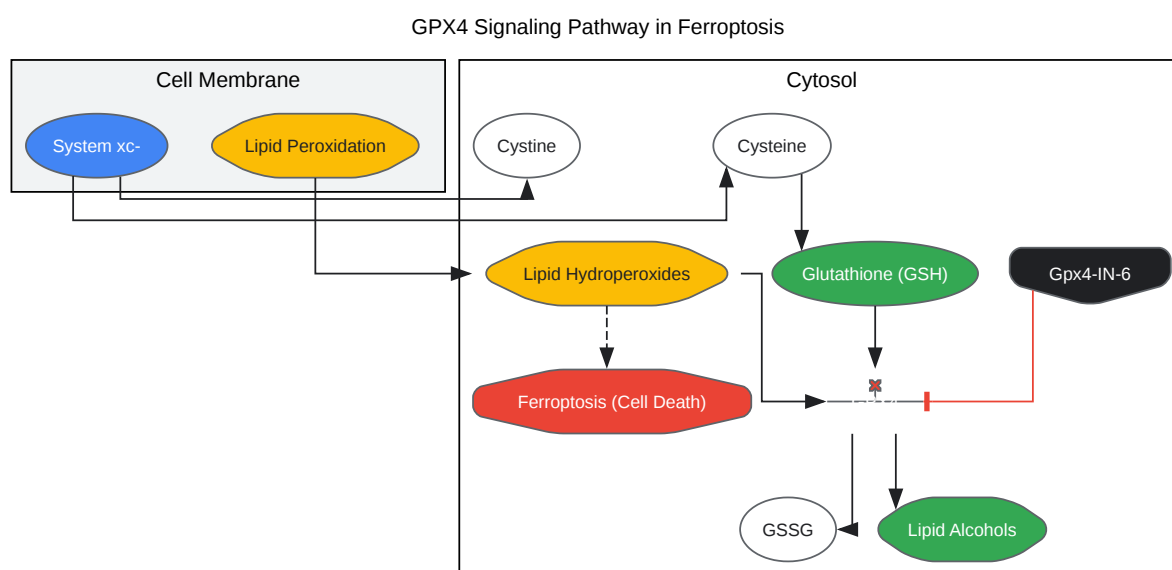 GPX4 Signaling Pathway in Ferroptosis
Cell Membrane
Cytosol
System xc-
Lipid Peroxidation
Cystine
Cysteine
Lipid Hydroperoxides
Glutathione (GSH)
Gpx4-IN-6
Ferroptosis (Cell Death)
GSSG
Lipid Alcohols